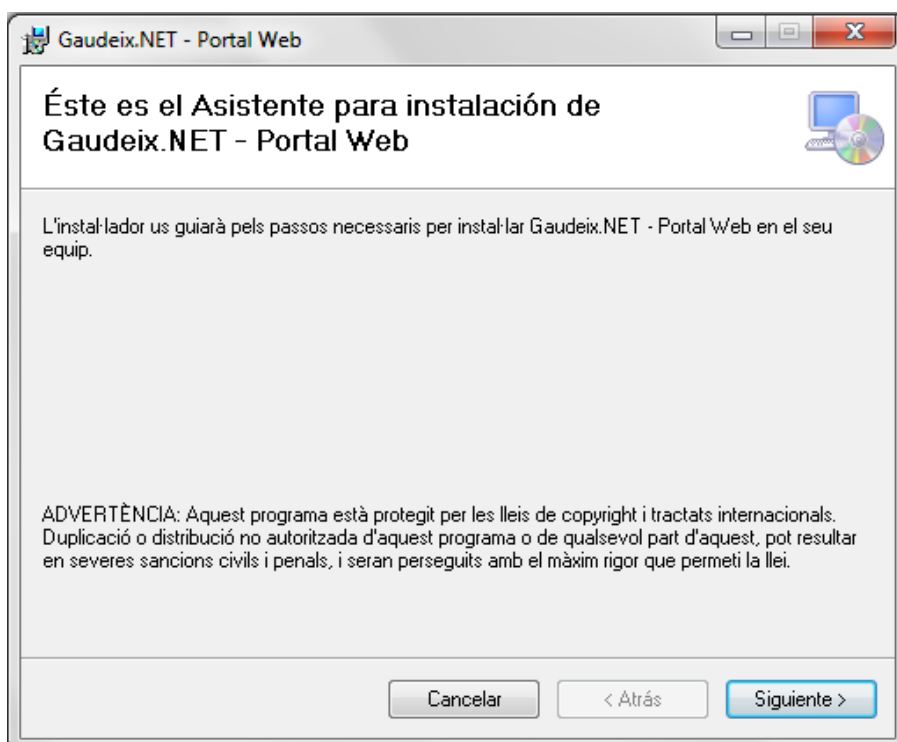 Gaudeix.NET - Portal Web
Éste es el Asistente para instalación de
Gaudeix.NET - Portal Web
L'instal·lador us guiarà pels passos necessaris per instal·lar Gaudeix.NET - Portal Web en el seu
equip.
ADVERTÈNCIA: Aquest programa està protegit per les lleis de copyright i tractats internacionals.
Duplicació o distribució no autoritzada d'aquest programa o de qualsevol part d'aquest, pot resultar
en severes sancions civils i penals, i seran perseguits amb el màxim rigor que permeti la llei.
Cancelar
< Atrás
Siguiente >